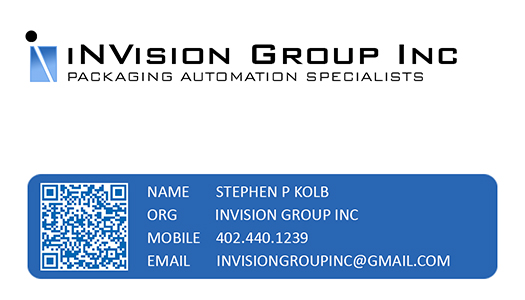 iNVision Group Inc
PACKAGING AUTOMATION SPECIALISTS
NAME STEPHEN P KOLB
ORG INVISION GROUP INC
MOBILE 402.440.1239
EMAIL INVISIONGROUPINC@GMAIL.COM